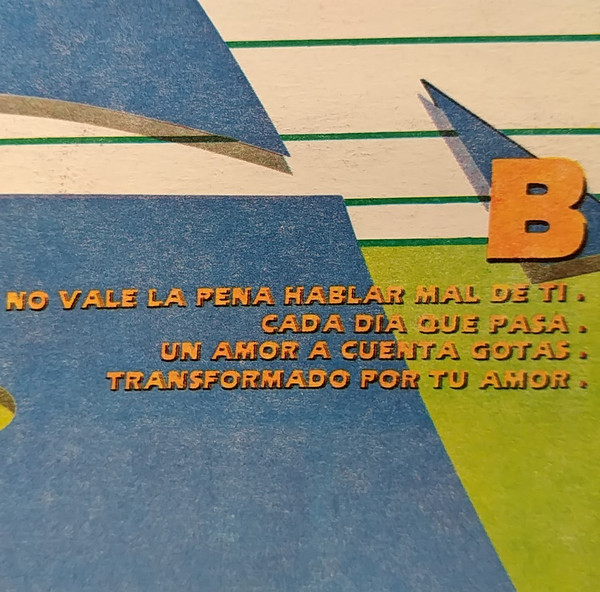 B
NO VALE LA PENA HABLAR MAL DE TI .
CADA DIA QUE PASA .
UN AMOR A CUENTA GOTAS .
TRANSFORMADO POR TU AMOR .